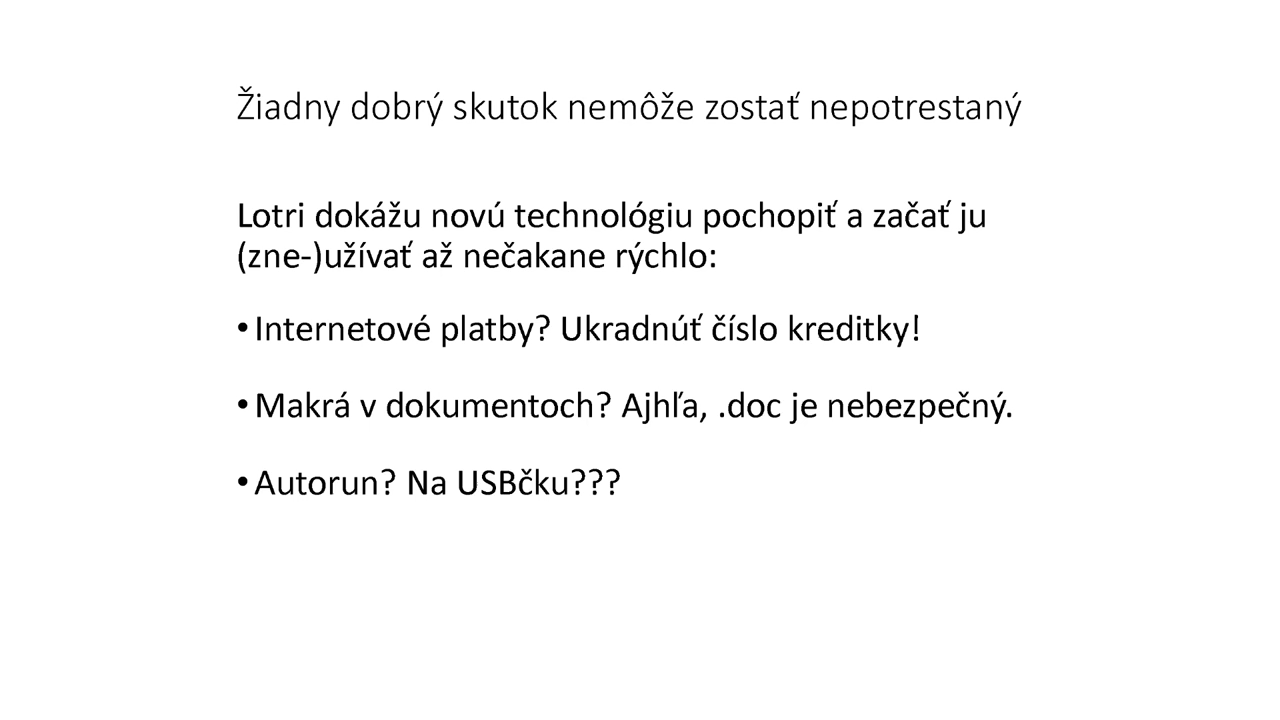 Žiadny dobrý skutok nemôže zostať nepotrestaný
Lotri dokážu novú technológiu pochopiť a začať ju
(zne-)užívať až nečakane rýchlo:
• Internetové platby? Ukradnúť číslo kreditky!
• Makrá v dokumentoch? Ajhľa, .doc je nebezpečný.
• Autorun? Na USBčku???